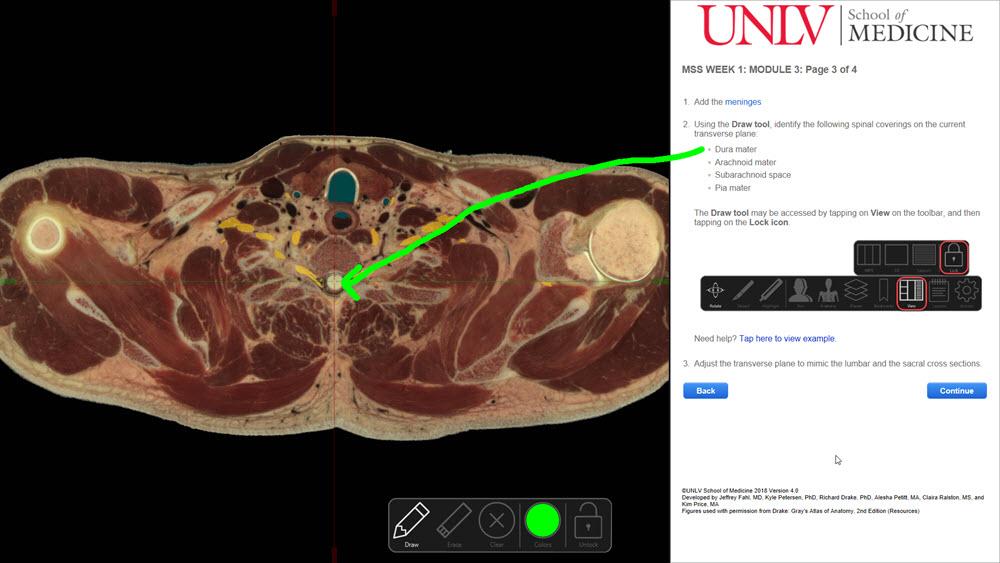 UNLV School of
MEDICINE
MSS WEEK 1: MODULE 3: Page 3 of 4
1. Add the meninges
2. Using the Draw tool, identify the following spinal coverings on the current
transverse plane:
Dura mater
Arachnoid mater
Subarachnoid space
Pia mater
The Draw tool may be accessed by tapping on View on the toolbar, and then
tapping on the Lock icon.
Lock
Rotate View
Need help? Tap here to view example.
3. Adjust the transverse plane to mimic the lumbar and the sacral cross sections.
Back Continue
©UNLV School of Medicine 2018 Version 4.0
Developed by Jeffrey Fahl, MD, Kyle Petersen, PhD, Richard Drake, PhD, Alesha Petitt, MA, Claira Ralston, MS, and
Kim Price, MA
Figures used with permission from Drake: Gray's Atlas of Anatomy, 2nd Edition (Resources)
Draw Erase Clear Colors Unlock